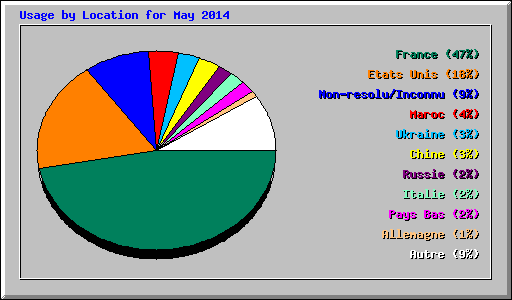 Usage by Location for May 2014
France (47%)
Etats Unis (18%)
Non-resolu/Inconnu (9%)
Maroc (4%)
Ukraine (3%)
Chine (3%)
Russie (2%)
Italie (2%)
Pays Bas (2%)
Allemagne (1%)
Autre (9%)